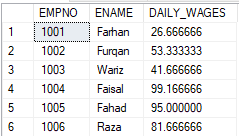 EMPNO ENAME DAILY_WAGES
1 1001 Farhan 26.666666
2 1002 Furqan 53.333333
3 1003 Wariz 41.666666
4 1004 Faisal 99.166666
5 1005 Fahad 95.000000
6 1006 Raza 81.666666